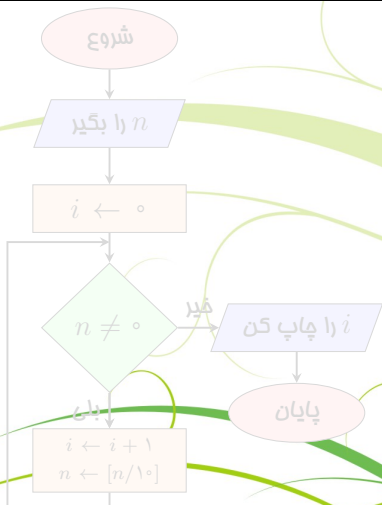 شروع
n را بگیر
i ← ۰
n ≠ ۰
خیر
i را چاپ کن
پایان
بلی
i ← i + ۱
n ← [n/۱۰]